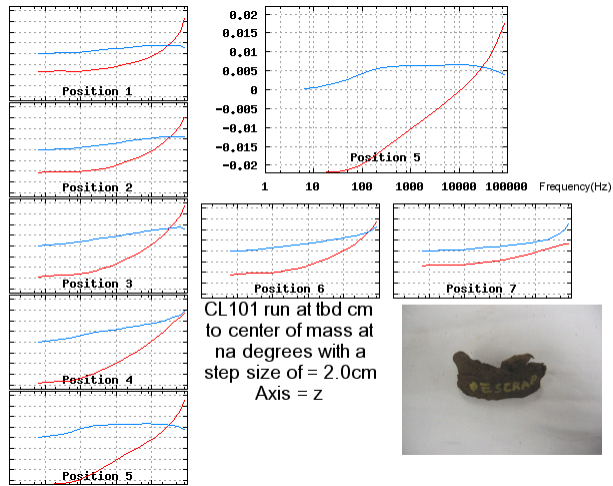 Position 1
Position 2
Position 3
Position 4
Position 5
0.02
0.015
0.01
0.005
0
-0.005
-0.01
-0.015
-0.02
Position 5
1 10 100 1000 10000 100000 Frequency(Hz)
Position 6
Position 7
CL101 run at tbd cm
to center of mass at
na degrees with a
step size of = 2.0cm
Axis = z
ESCRAP